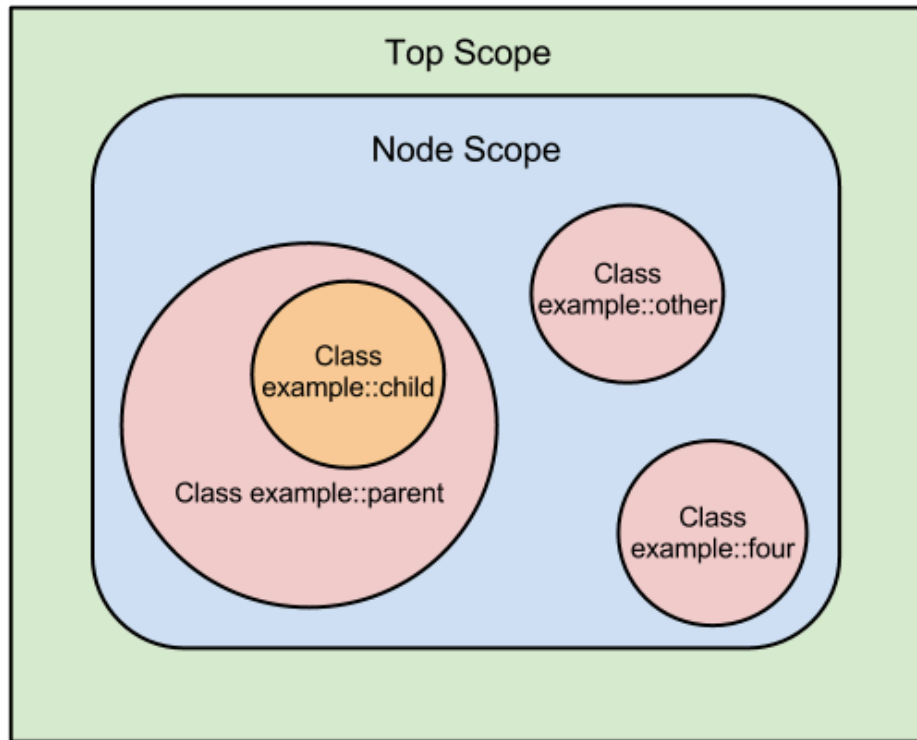 Top Scope
Node Scope
Class
example::other
Class
example::child
Class example::parent
Class
example::four